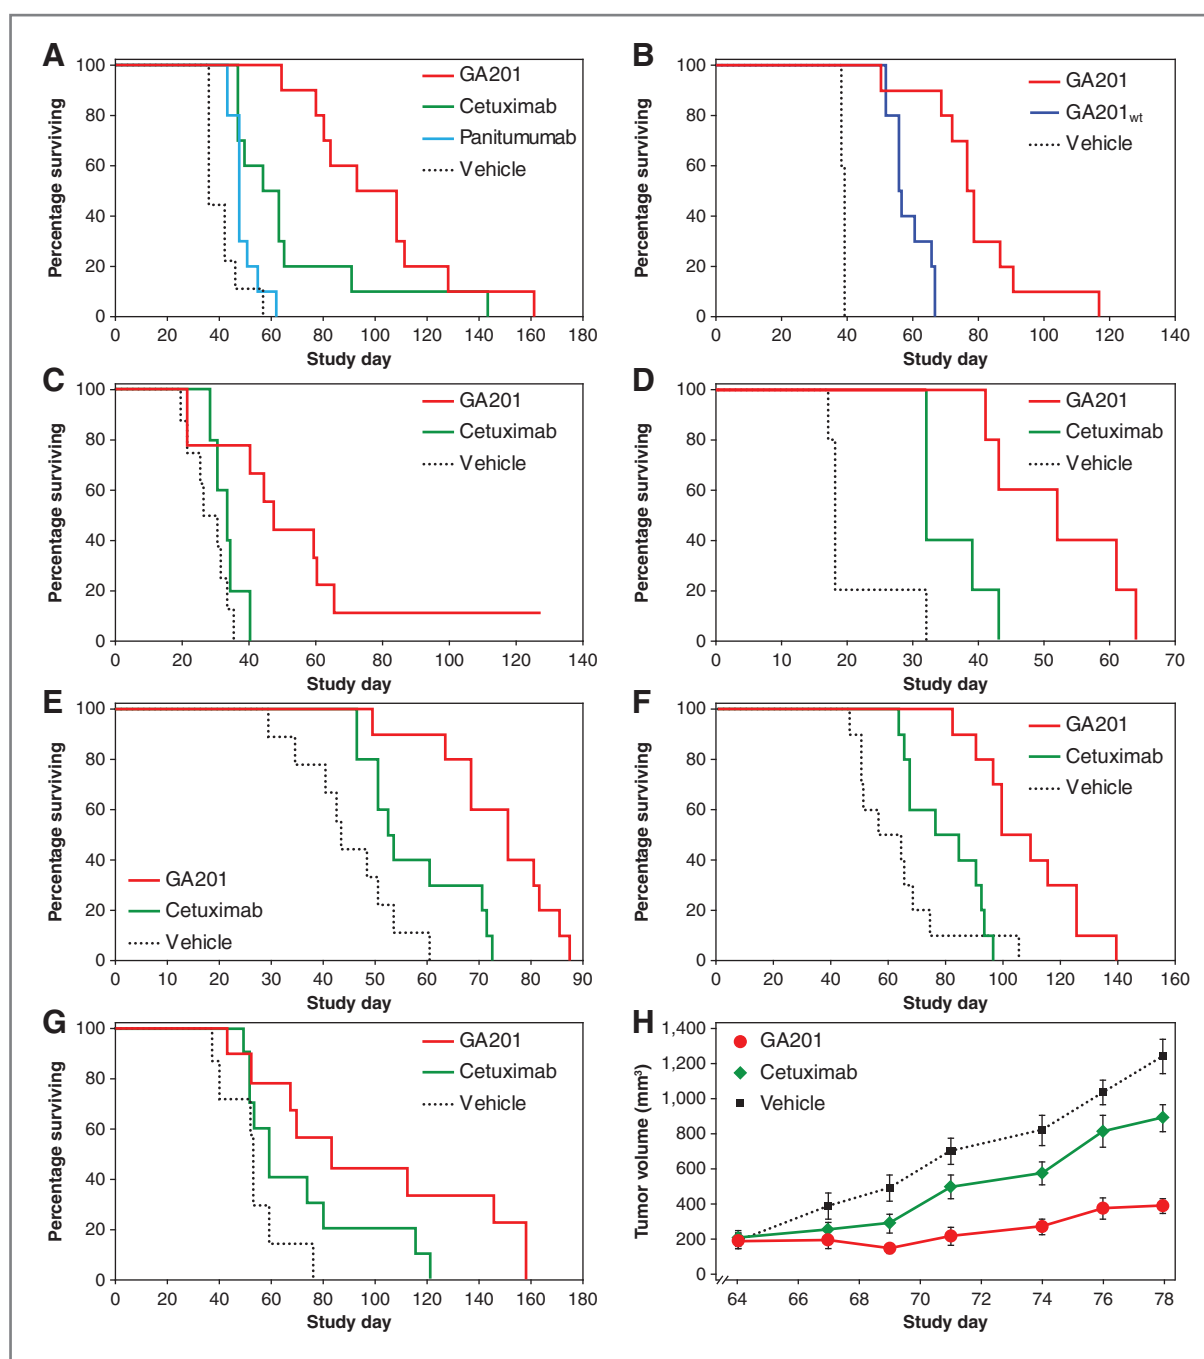 A
Percentage surviving
100
80
60
40
20
0
GA201
Cetuximab
Panitumumab
Vehicle
0 20 40 60 80 100 120 140 160 180
Study day
B
Percentage surviving
100
80
60
40
20
0
GA201
GA201wt
Vehicle
0 20 40 60 80 100 120 140
Study day
C
Percentage surviving
100
80
60
40
20
0
GA201
Cetuximab
Vehicle
0 20 40 60 80 100 120 140
Study day
D
Percentage surviving
100
80
60
40
20
0
GA201
Cetuximab
Vehicle
0 10 20 30 40 50 60 70
Study day
E
Percentage surviving
100
80
60
40
20
0
GA201
Cetuximab
Vehicle
0 10 20 30 40 50 60 70 80 90
Study day
F
Percentage surviving
100
80
60
40
20
0
GA201
Cetuximab
Vehicle
0 20 40 60 80 100 120 140 160
Study day
G
Percentage surviving
100
80
60
40
20
0
GA201
Cetuximab
Vehicle
0 20 40 60 80 100 120 140 160 180
Study day
H
Tumor volume (mm³)
1,400
1,200
1,000
800
600
400
200
0
GA201
Cetuximab
Vehicle
64 66 68 70 72 74 76 78
Study day